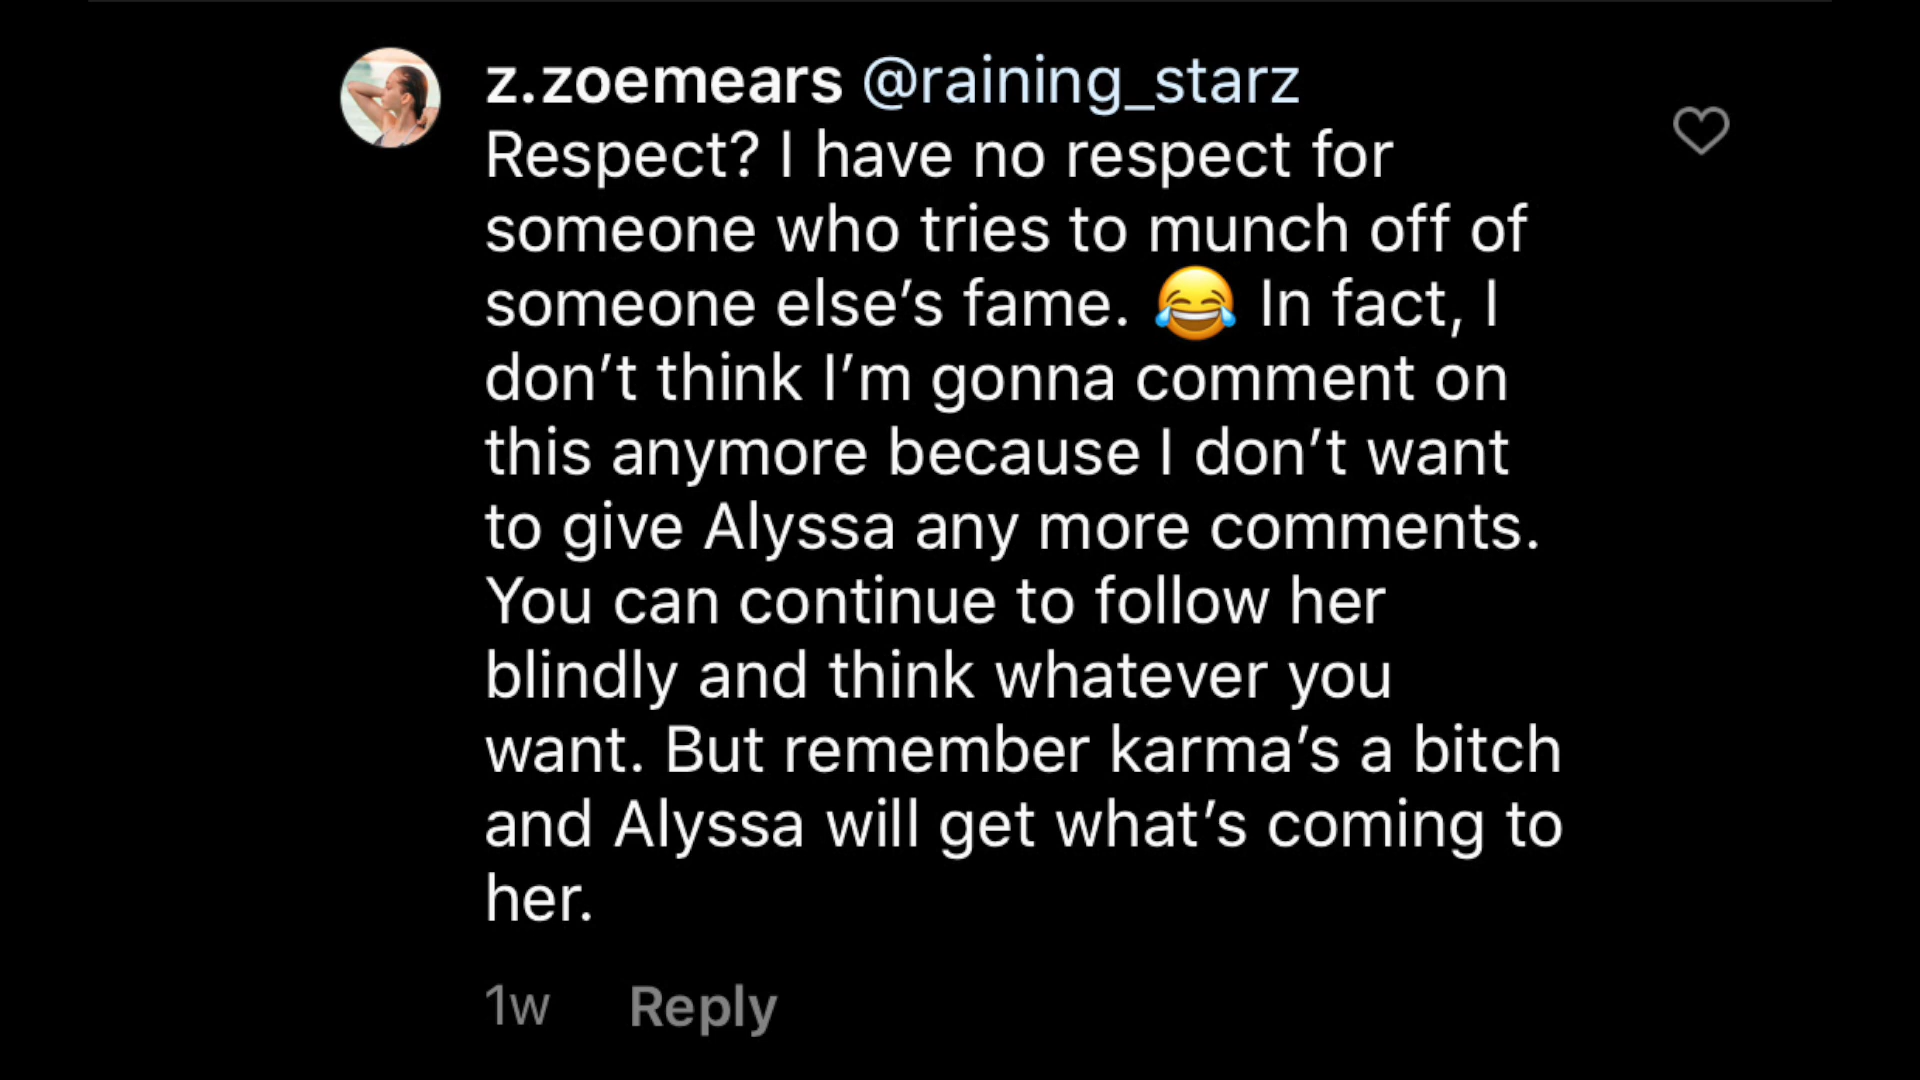 z.zoemears @raining_starz
Respect? I have no respect for
someone who tries to munch off of
someone else’s fame. 😂 In fact, I
don’t think I’m gonna comment on
this anymore because I don’t want
to give Alyssa any more comments.
You can continue to follow her
blindly and think whatever you
want. But remember karma’s a bitch
and Alyssa will get what’s coming to
her.
1w Reply